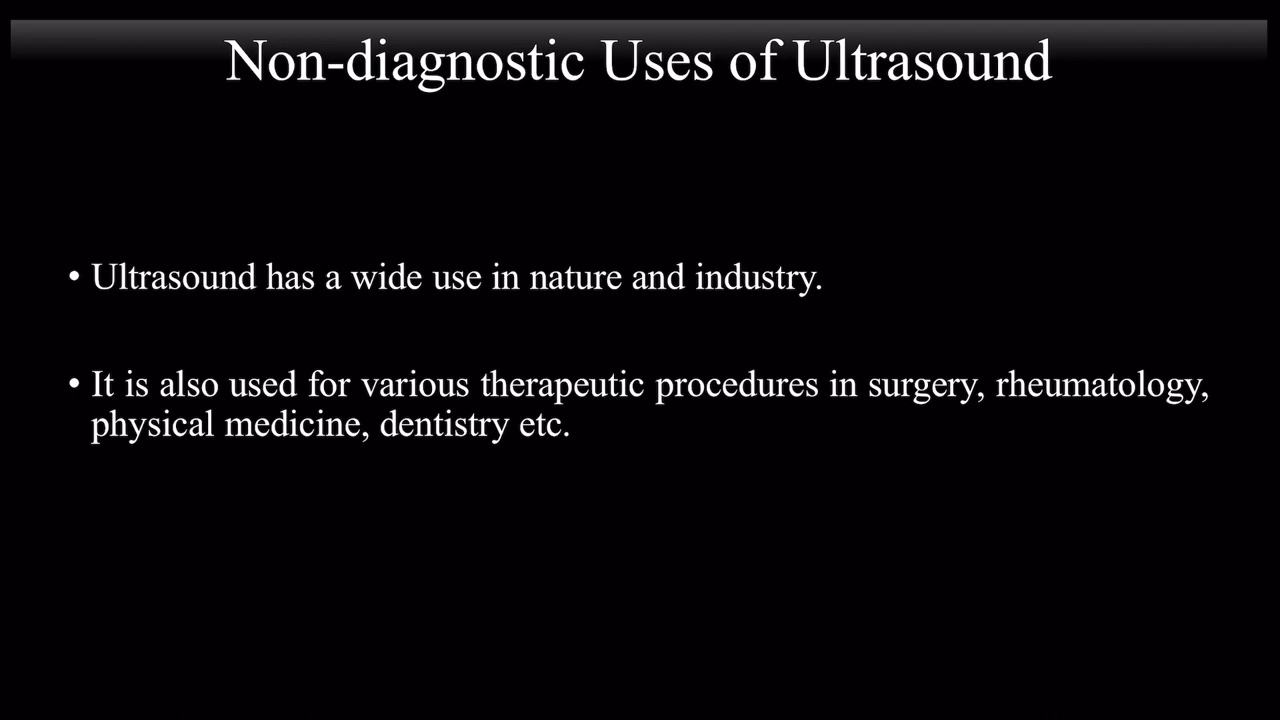 Non-diagnostic Uses of Ultrasound
• Ultrasound has a wide use in nature and industry.
• It is also used for various therapeutic procedures in surgery, rheumatology,
physical medicine, dentistry etc.